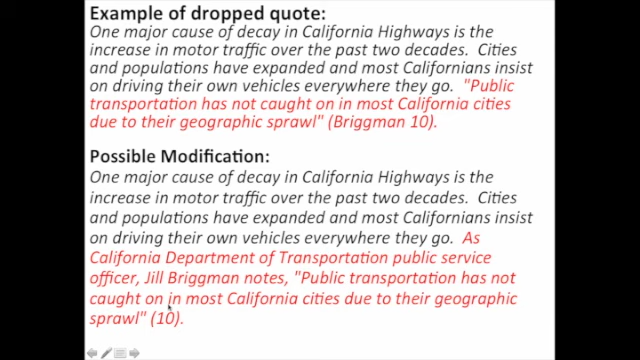 Example of dropped quote:
One major cause of decay in California Highways is the
increase in motor traffic over the past two decades.  Cities
and populations have expanded and most Californians insist
on driving their own vehicles everywhere they go.  "Public
transportation has not caught on in most California cities
due to their geographic sprawl" (Briggman 10).
Possible Modification:
One major cause of decay in California Highways is the
increase in motor traffic over the past two decades.  Cities
and populations have expanded and most Californians insist
on driving their own vehicles everywhere they go.  As
California Department of Transportation public service
officer, Jill Briggman notes, "Public transportation has not
caught on in most California cities due to their geographic
sprawl" (10).